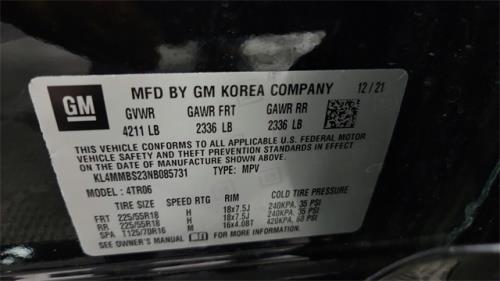 GM
MFD BY GM KOREA COMPANY 12/21
GVWR GAWR FRT GAWR RR
4211 LB 2336 LB 2336 LB
THIS VEHICLE CONFORMS TO ALL APPLICABLE U.S. FEDERAL MOTOR
VEHICLE SAFETY, BUMPER, AND THEFT PREVENTION STANDARDS IN EFFECT
ON THE DATE OF MANUFACTURE SHOWN ABOVE.
KL4MMBS23NB085731 TYPE: MPV
MODEL: 4TR06
TIRE SIZE SPEED RTG RIM COLD TIRE PRESSURE
FRT 225/55R18 H 18x7.5J 240KPA, 35 PSI
RR 225/55R18 H 18x7.5J 240KPA, 35 PSI
SPA T125/70R16 M 16x4.0BT 420KPA, 60 PSI
SEE OWNER'S MANUAL FOR MORE INFORMATION.